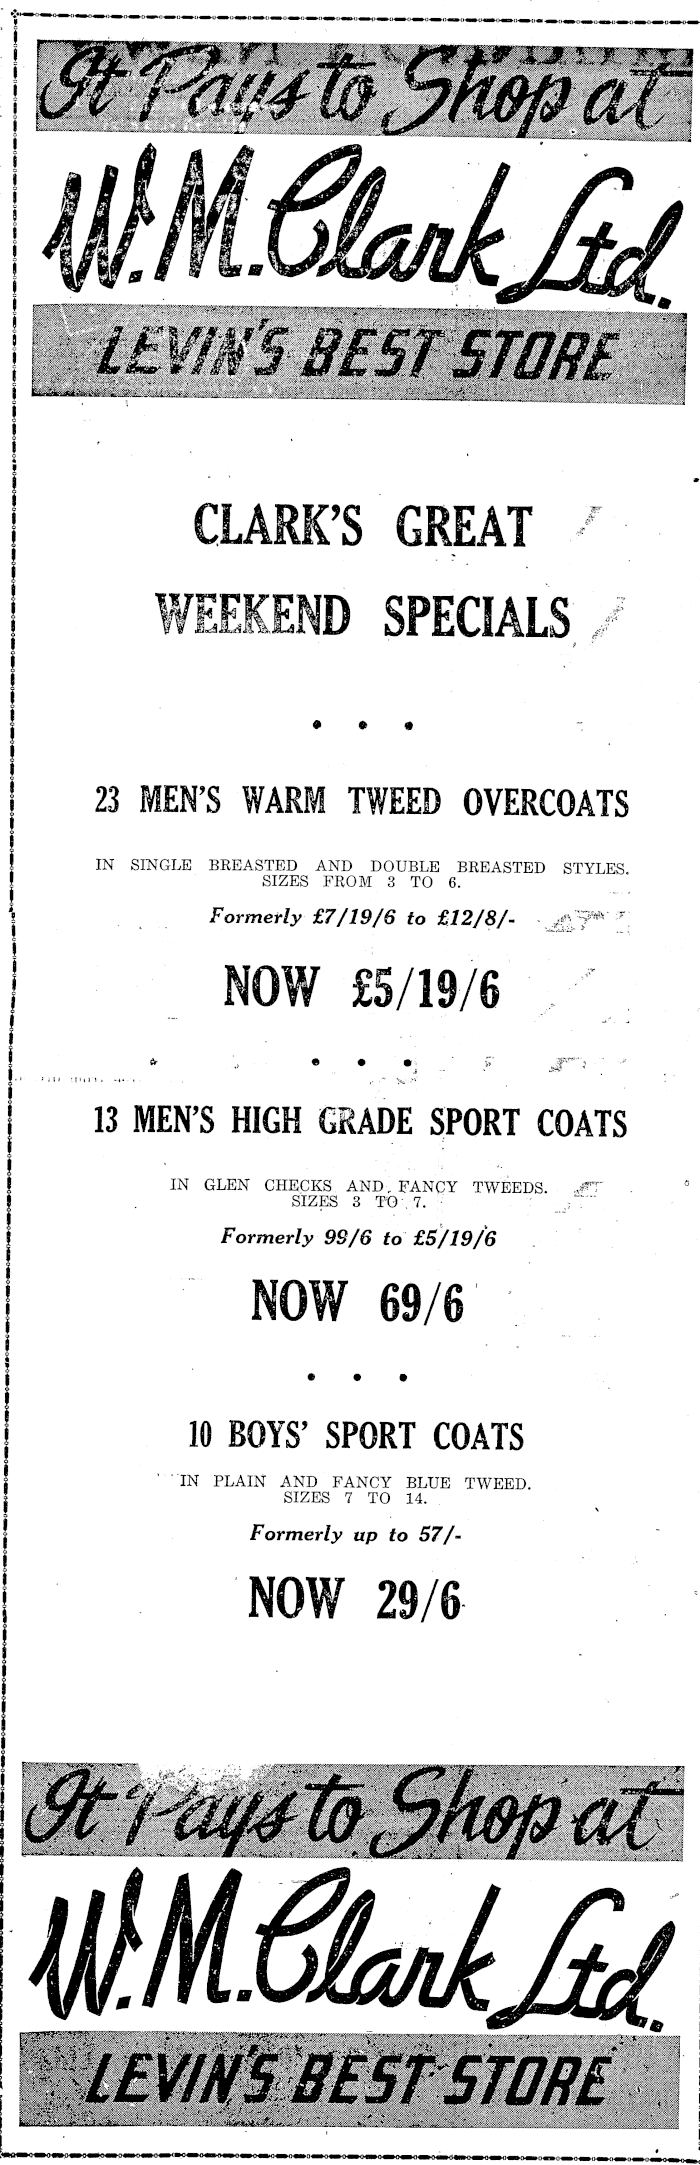 It Pays to Shop at
W.M. Clark Ltd.
LEVIN'S BEST STORE
CLARK'S GREAT
WEEKEND SPECIALS
• • •
23 MEN'S WARM TWEED OVERCOATS
IN SINGLE BREASTED AND DOUBLE BREASTED STYLES.
SIZES FROM 3 TO 6.
Formerly £7/19/6 to £12/8/-
NOW £5/19/6
• • •
13 MEN'S HIGH GRADE SPORT COATS
IN GLEN CHECKS AND FANCY TWEEDS.
SIZES 3 TO 7.
Formerly 99/6 to £5/19/6
NOW 69/6
• • •
10 BOYS' SPORT COATS
IN PLAIN AND FANCY BLUE TWEED.
SIZES 7 TO 14.
Formerly up to 57/-
NOW 29/6
It Pays to Shop at
W.M. Clark Ltd.
LEVIN'S BEST STORE